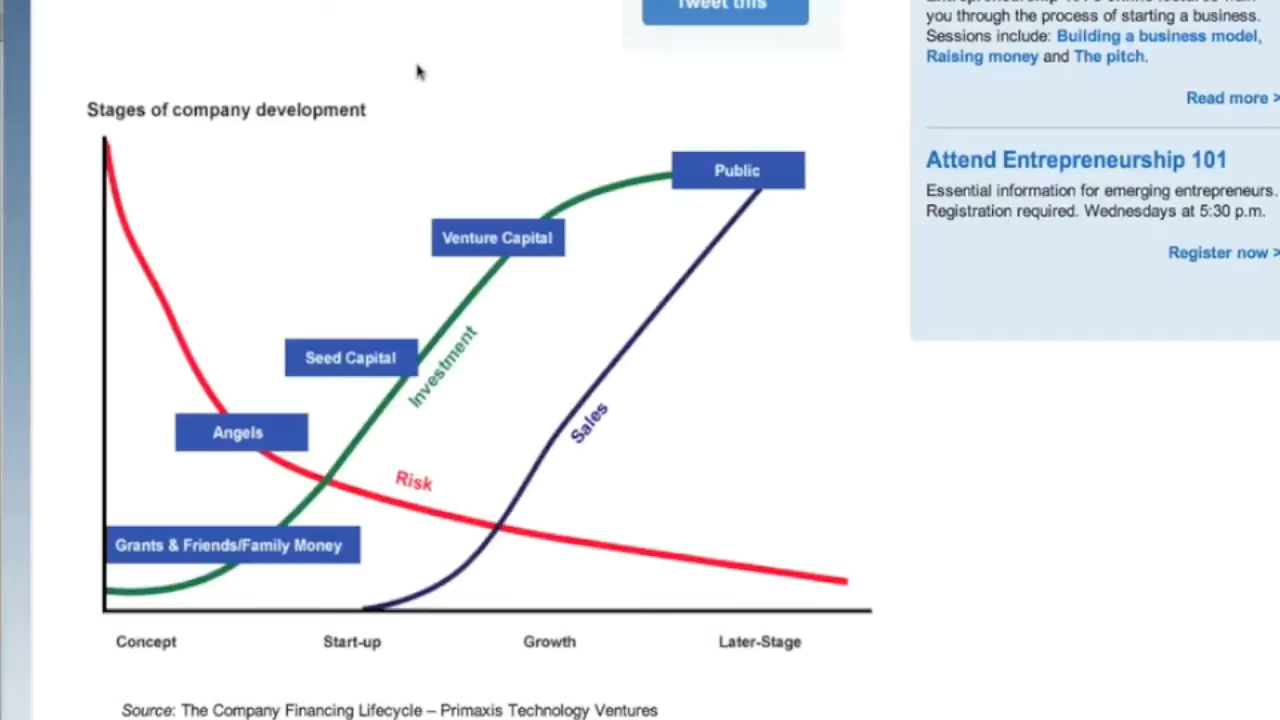 Tweet this
you through the process of starting a business.
Sessions include: Building a business model,
Raising money and The pitch.
Read more >
Attend Entrepreneurship 101
Essential information for emerging entrepreneurs.
Registration required. Wednesdays at 5:30 p.m.
Register now >
Stages of company development
Public
Venture Capital
Seed Capital
Investment
Angels
Sales
Risk
Grants & Friends/Family Money
Concept
Start-up
Growth
Later-Stage
Source: The Company Financing Lifecycle – Primaxis Technology Ventures